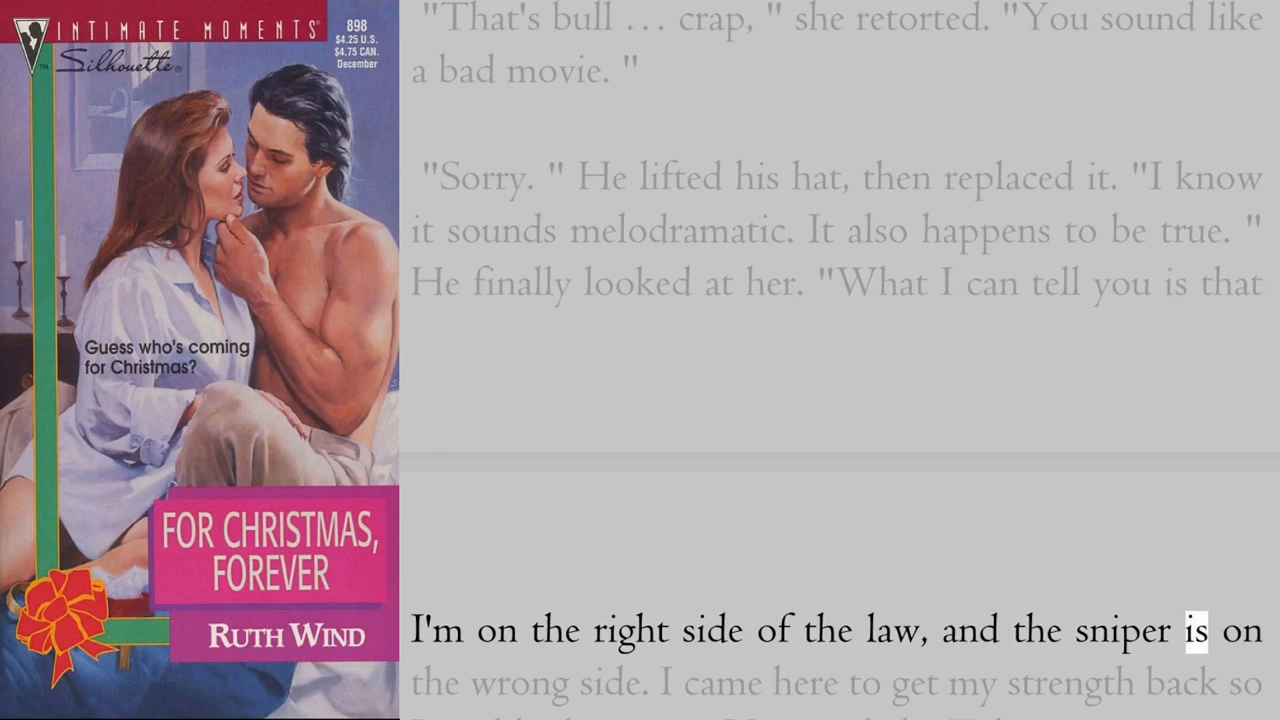 INTIMATE MOMENTS®
898
$4.25 U.S.
$4.75 CAN.
December
TM
Silhouette®
Guess who's coming
for Christmas?
FOR CHRISTMAS,
FOREVER
RUTH WIND
"That's bull … crap, " she retorted. "You sound like
a bad movie. "
"Sorry. " He lifted his hat, then replaced it. "I know
it sounds melodramatic. It also happens to be true. "
He finally looked at her. "What I can tell you is that
I'm on the right side of the law, and the sniper is on
the wrong side. I came here to get my strength back so